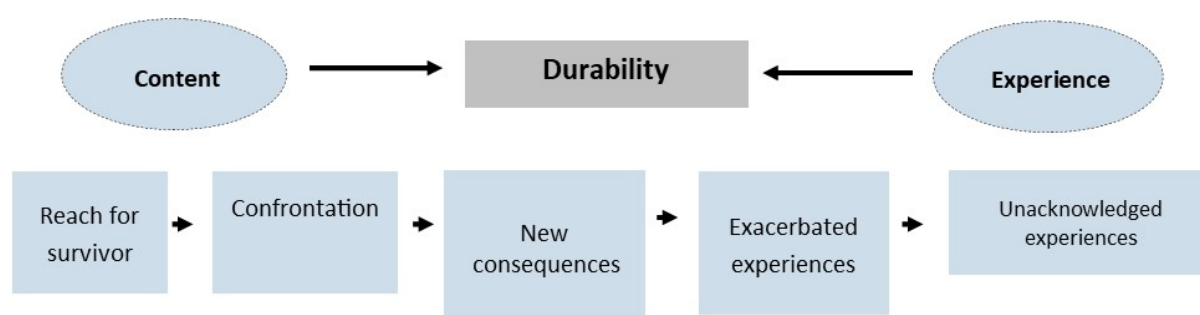 Content
Durability
Experience
Reach for
survivor
Confrontation
New
consequences
Exacerbated
experiences
Unacknowledged
experiences